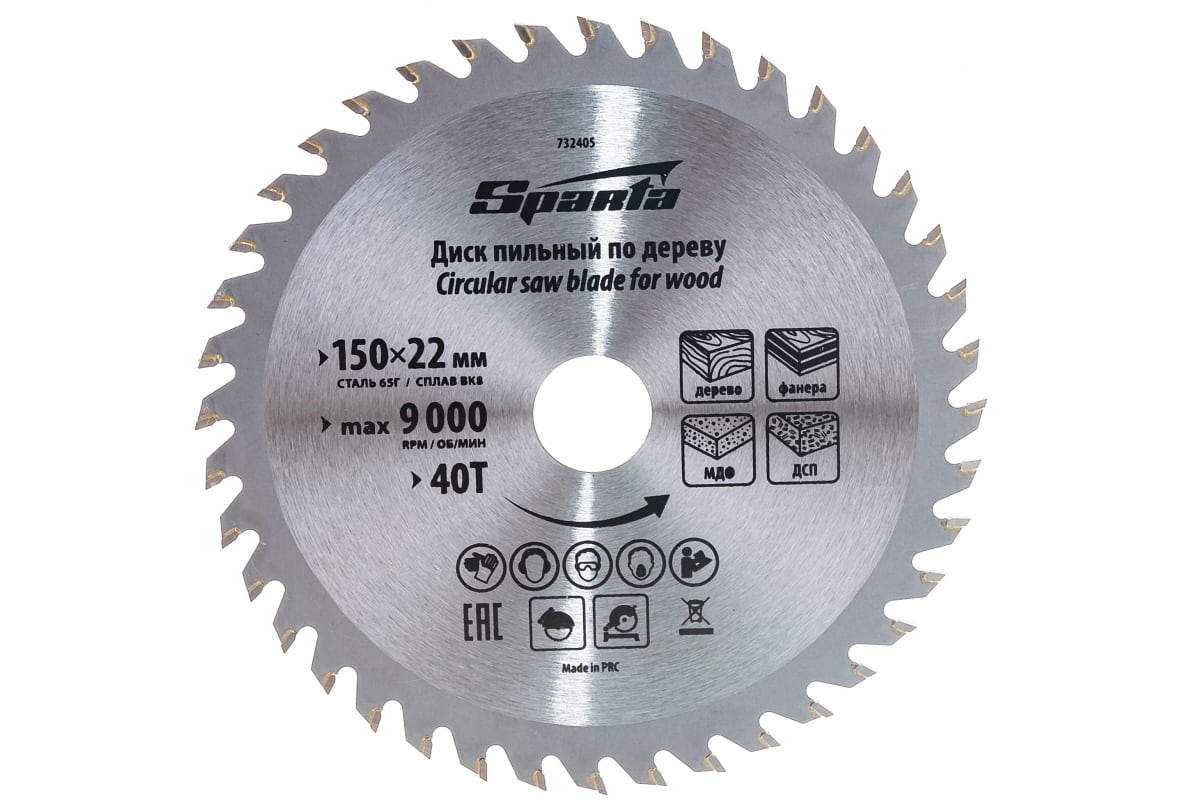 732405
Sparta
Диск пильный по дереву
Circular saw blade for wood
150×22 мм
СТАЛЬ 65Г / СПЛАВ ВК8
max 9 000
RPM / ОБ/МИН
40T
дерево
фанера
МДФ
ДСП
EAC
Made in PRC